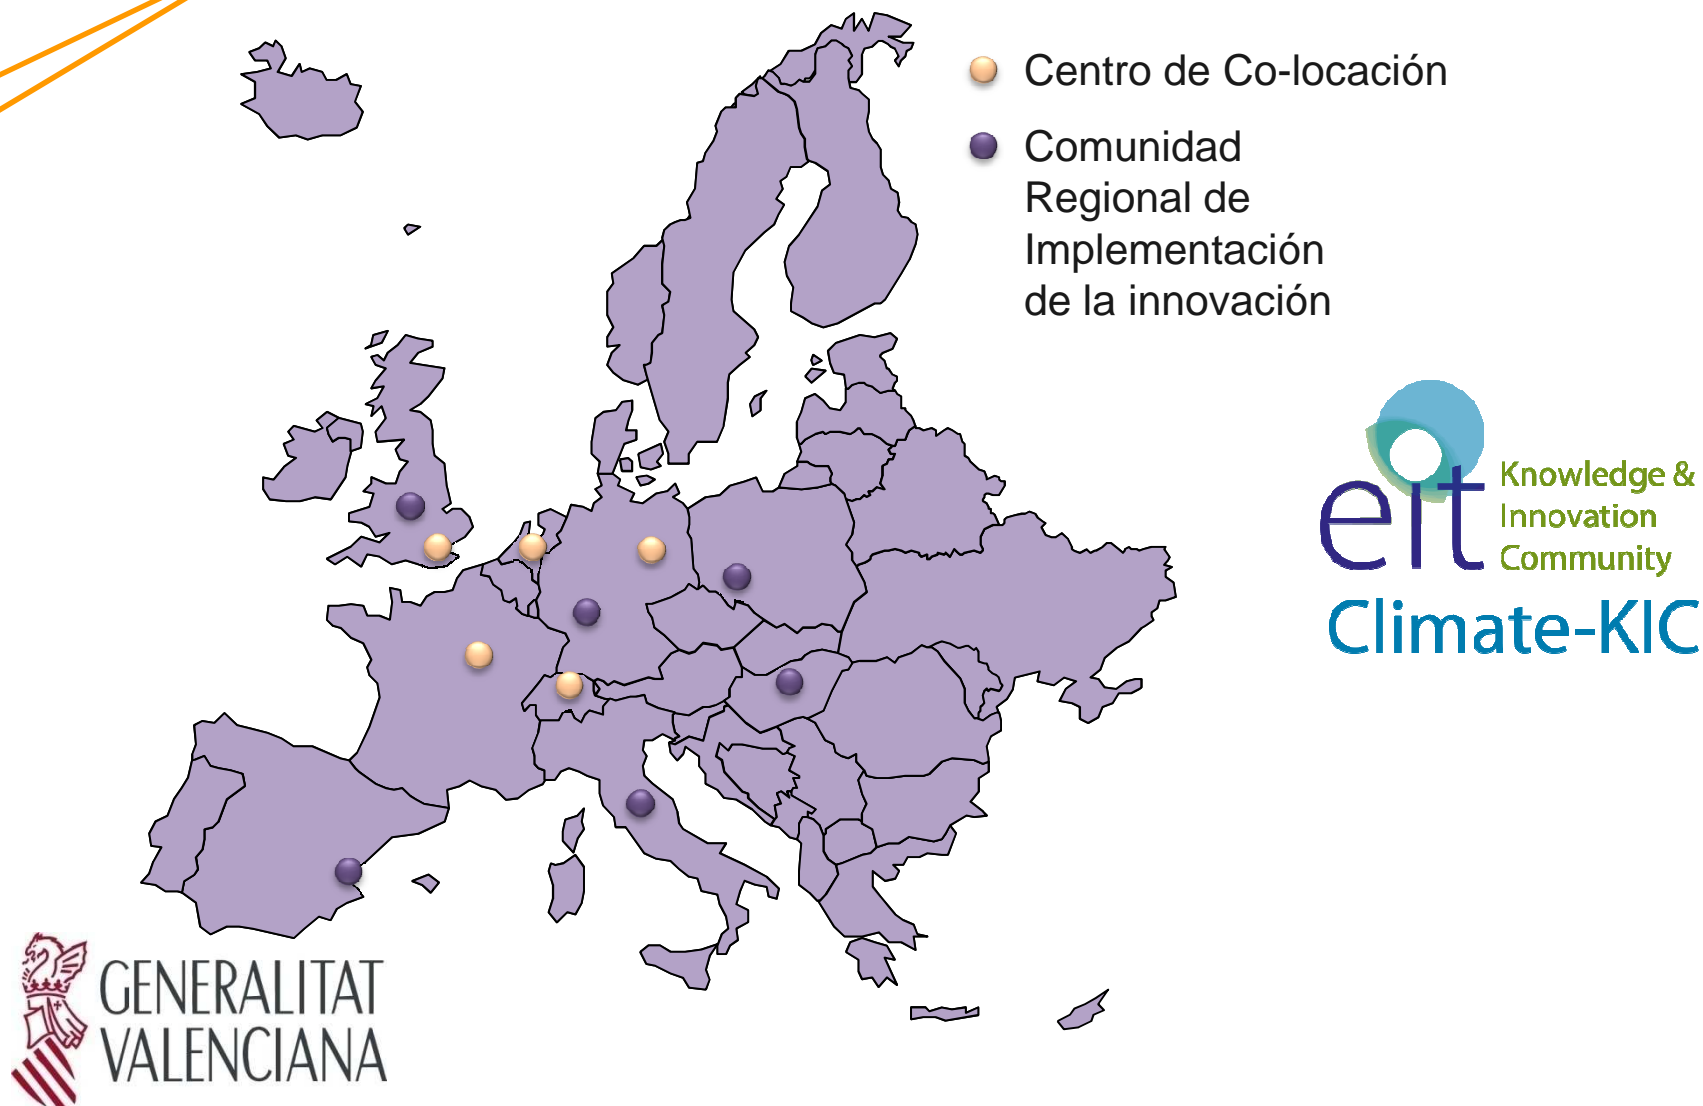 Centro de Co-locación
Comunidad
Regional de
Implementación
de la innovación
eit
Knowledge &
Innovation
Community
Climate-KIC
GENERALITAT
VALENCIANA